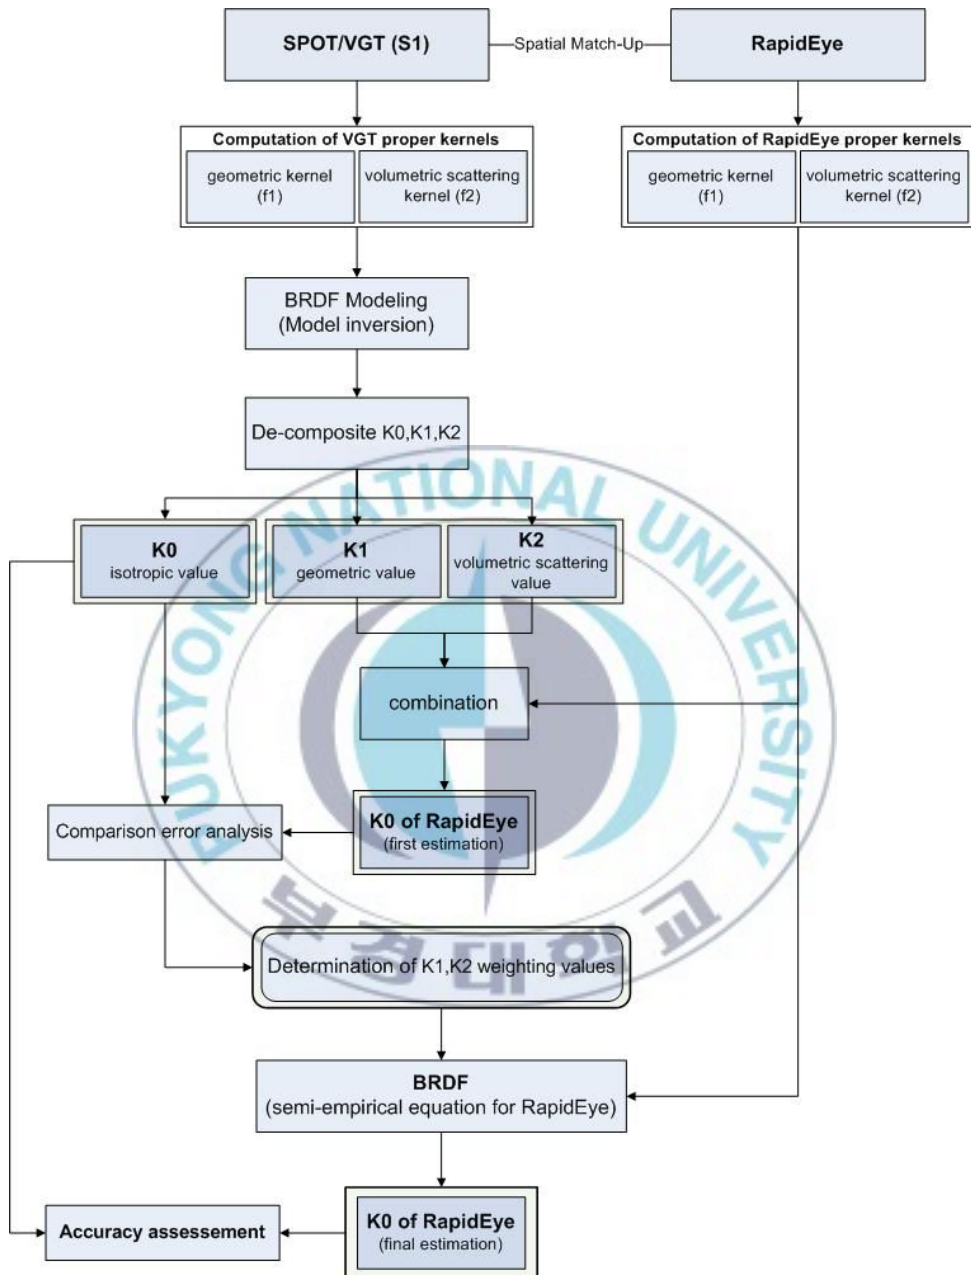 SPOT/VGT (S1)
Spatial Match-Up
RapidEye
Computation of VGT proper kernels
geometric kernel
(f1)
volumetric scattering
kernel (f2)
Computation of RapidEye proper kernels
geometric kernel
(f1)
volumetric scattering
kernel (f2)
BRDF Modeling
(Model inversion)
De-composite K0,K1,K2
K0
isotropic value
K1
geometric value
K2
volumetric scattering
value
combination
Comparison error analysis
K0 of RapidEye
(first estimation)
Determination of K1,K2 weighting values
BRDF
(semi-empirical equation for RapidEye)
Accuracy assessement
K0 of RapidEye
(final estimation)
PUKYONG NATIONAL UNIVERSITY
부경대학교